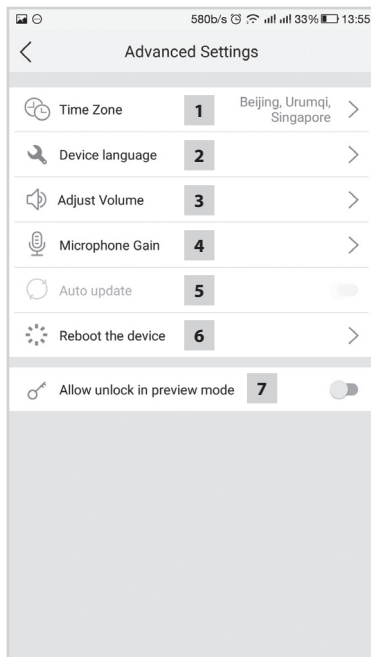 580b/s 33% 13:55
Advanced Settings
Time Zone 1 Beijing, Urumqi,
Singapore
Device language 2
Adjust Volume 3
Microphone Gain 4
Auto update 5
Reboot the device 6
Allow unlock in preview mode 7